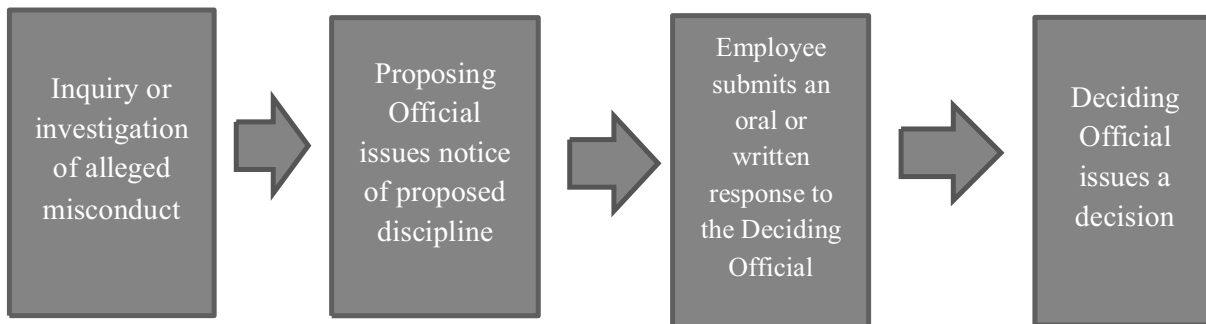 Inquiry or
investigation
of alleged
misconduct
Proposing
Official
issues notice
of proposed
discipline
Employee
submits an
oral or
written
response to
the Deciding
Official
Deciding
Official
issues a
decision